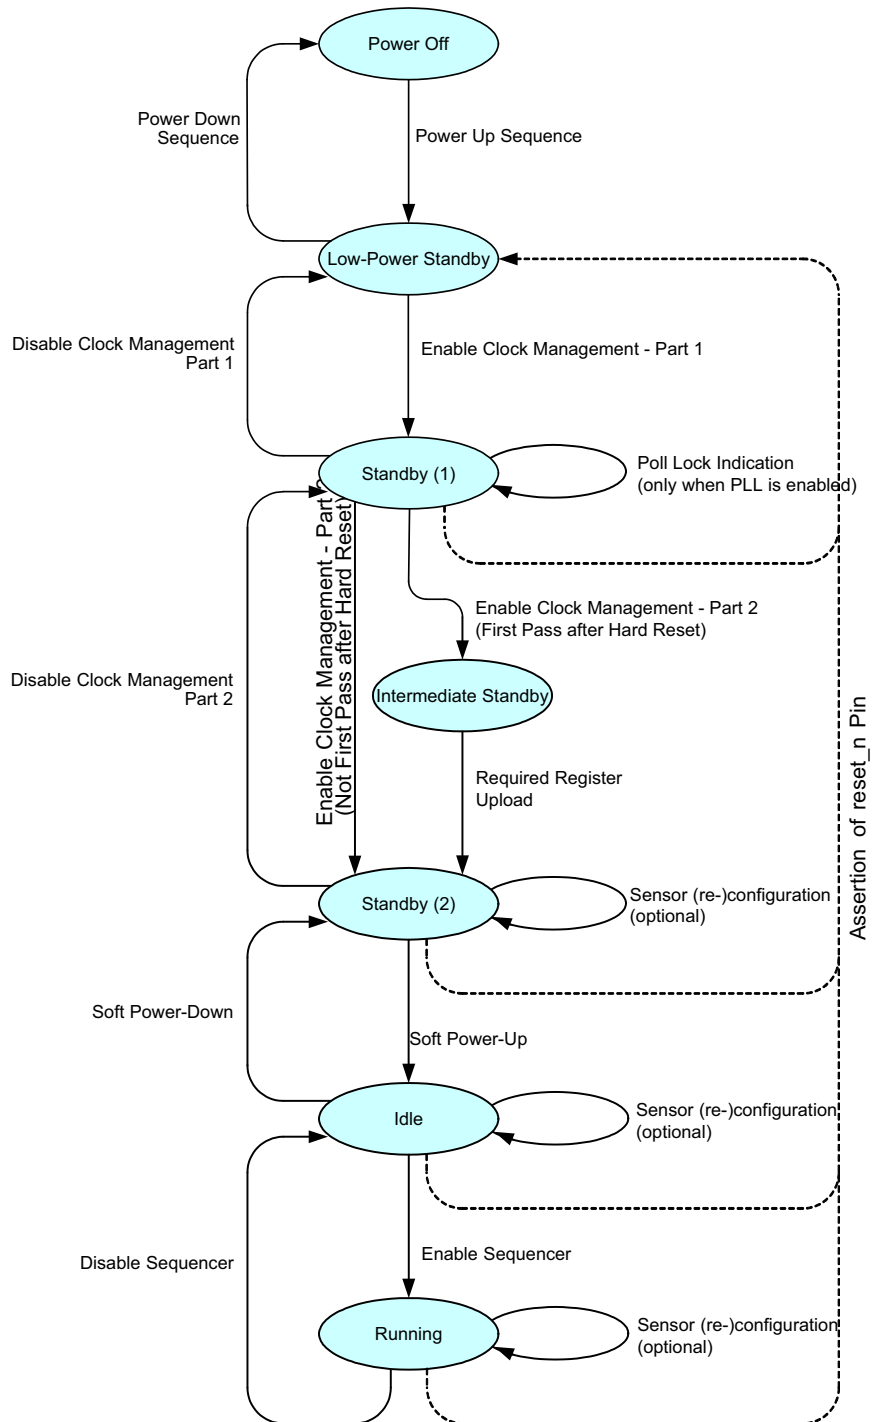 Power Off
Power Down
Sequence
Power Up Sequence
Low-Power Standby
Disable Clock Management
Part 1
Enable Clock Management - Part 1
Standby (1)
Poll Lock Indication
(only when PLL is enabled)
Enable Clock Management - Part
(Not First Pass after Hard Reset)
Enable Clock Management - Part 2
(First Pass after Hard Reset)
Disable Clock Management
Part 2
Intermediate Standby
Required Register
Upload
Assertion of reset_n Pin
Standby (2)
Sensor (re-)configuration
(optional)
Soft Power-Down
Soft Power-Up
Idle
Sensor (re-)configuration
(optional)
Disable Sequencer
Enable Sequencer
Running
Sensor (re-)configuration
(optional)